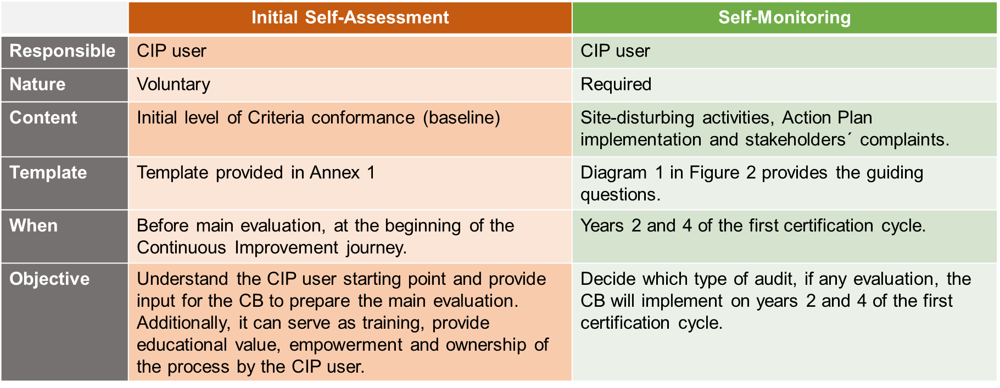 Initial Self-Assessment
Self-Monitoring
Responsible
CIP user
CIP user
Nature
Voluntary
Required
Content
Initial level of Criteria conformance (baseline)
Site-disturbing activities, Action Plan
implementation and stakeholders´ complaints.
Template
Template provided in Annex 1
Diagram 1 in Figure 2 provides the guiding
questions.
When
Before main evaluation, at the beginning of the
Continuous Improvement journey.
Years 2 and 4 of the first certification cycle.
Objective
Understand the CIP user starting point and provide
input for the CB to prepare the main evaluation.
Additionally, it can serve as training, provide
educational value, empowerment and ownership of
the process by the CIP user.
Decide which type of audit, if any evaluation, the
CB will implement on years 2 and 4 of the first
certification cycle.